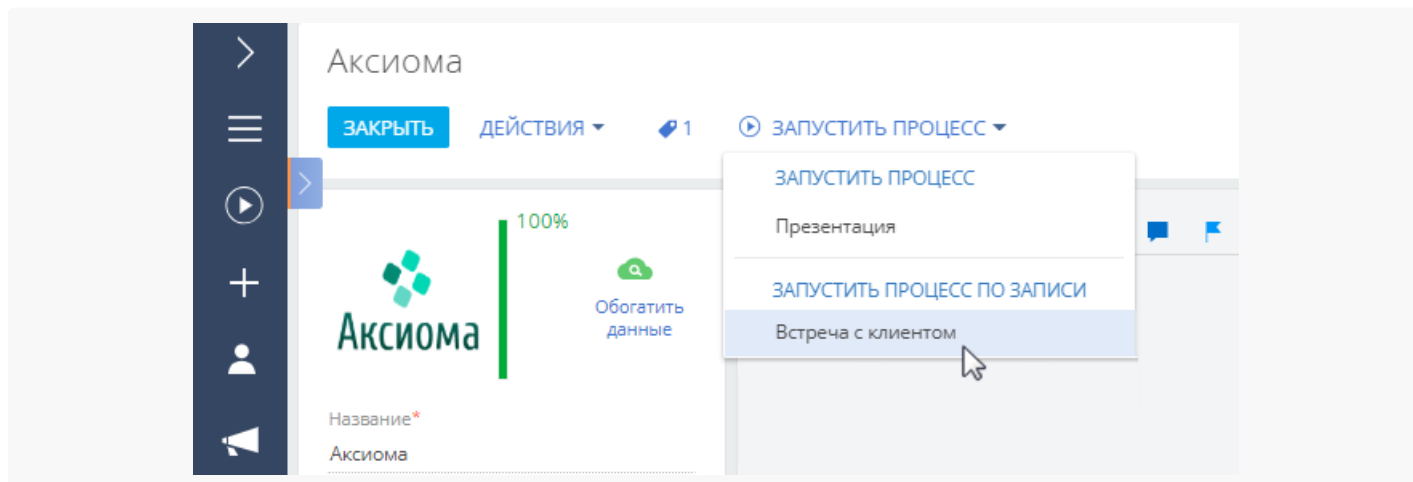 Аксиома
ЗАКРЫТЬ ДЕЙСТВИЯ 1 ЗАПУСТИТЬ ПРОЦЕСС
ЗАПУСТИТЬ ПРОЦЕСС
Презентация
ЗАПУСТИТЬ ПРОЦЕСС ПО ЗАПИСИ
Встреча с клиентом
100%
Аксиома
Обогатить
данные
Название*
Аксиома